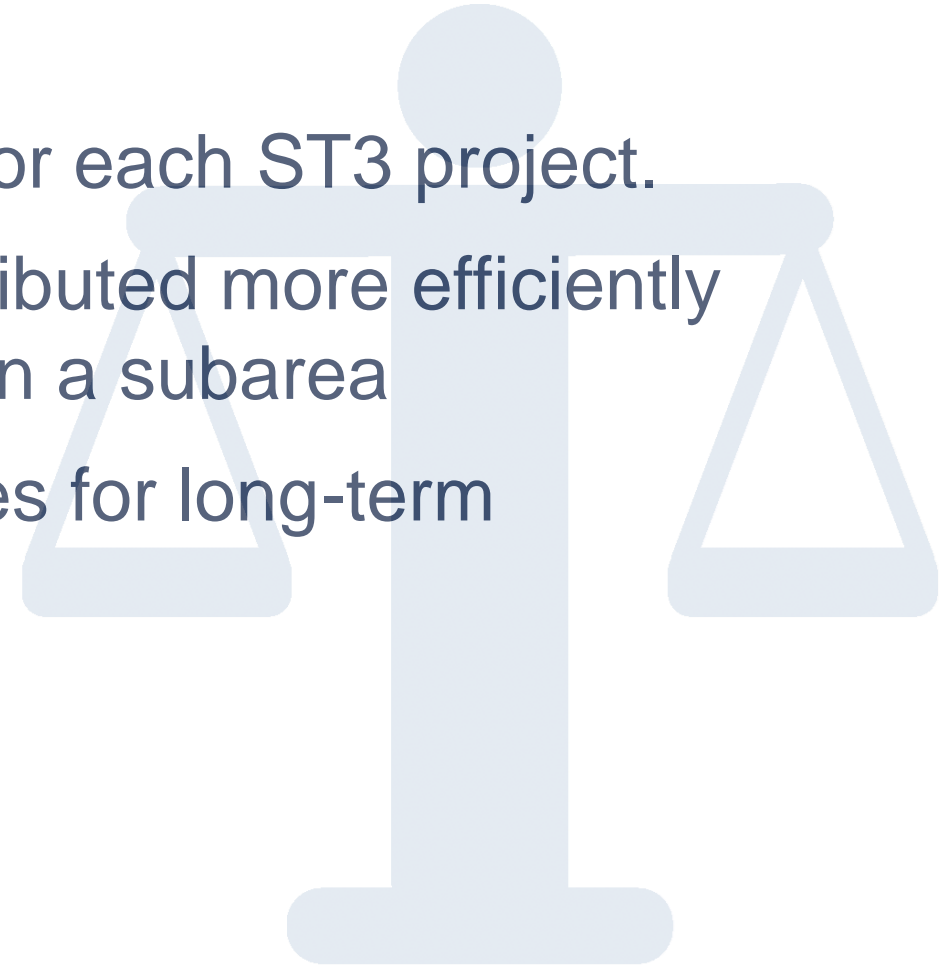 or each ST3 project.
ibuted more efficiently
n a subarea
es for long-term